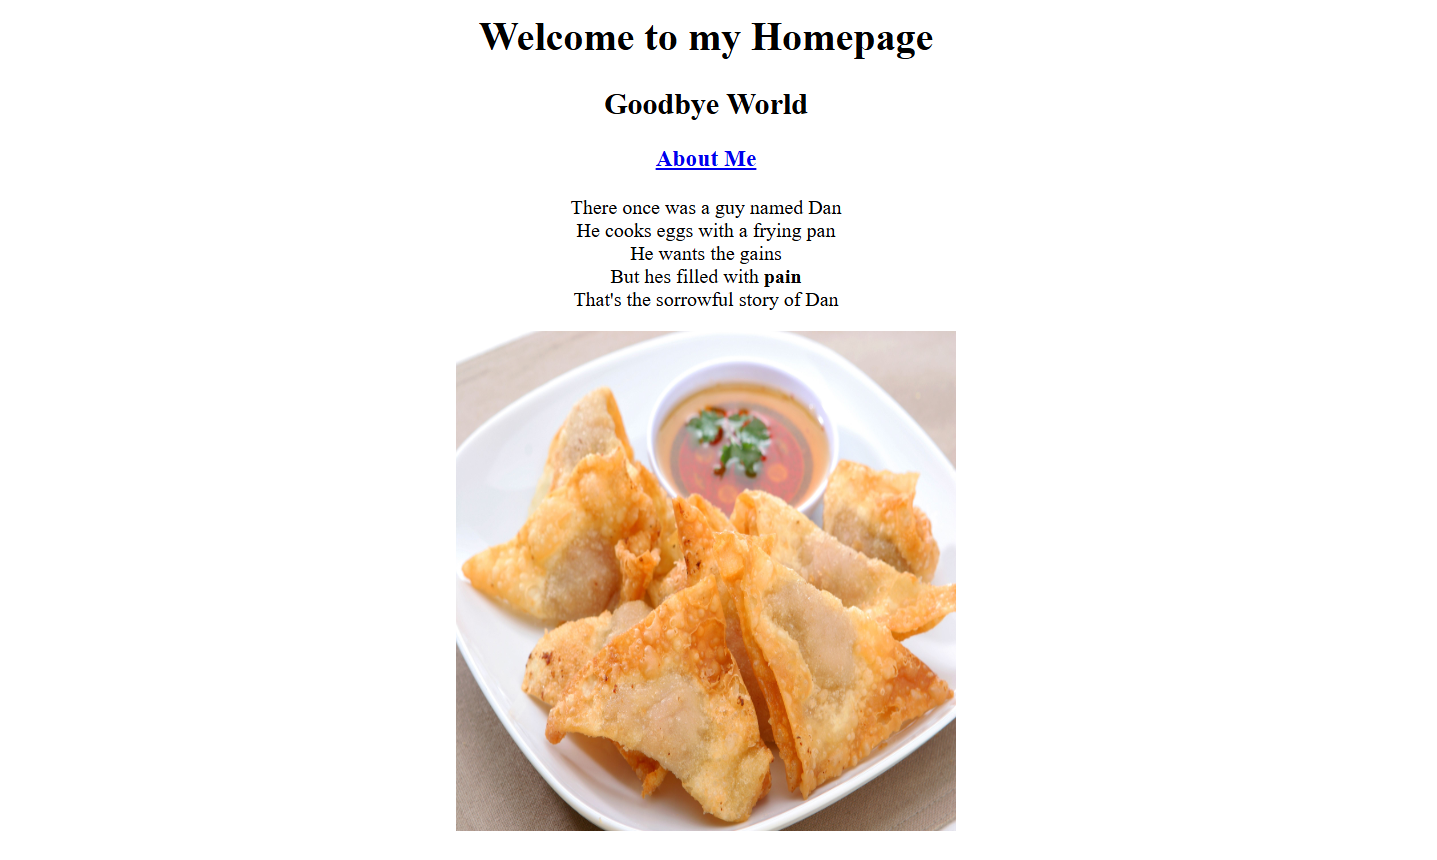 Welcome to my Homepage
Goodbye World
About Me
There once was a guy named Dan
He cooks eggs with a frying pan
He wants the gains
But hes filled with pain
That's the sorrowful story of Dan